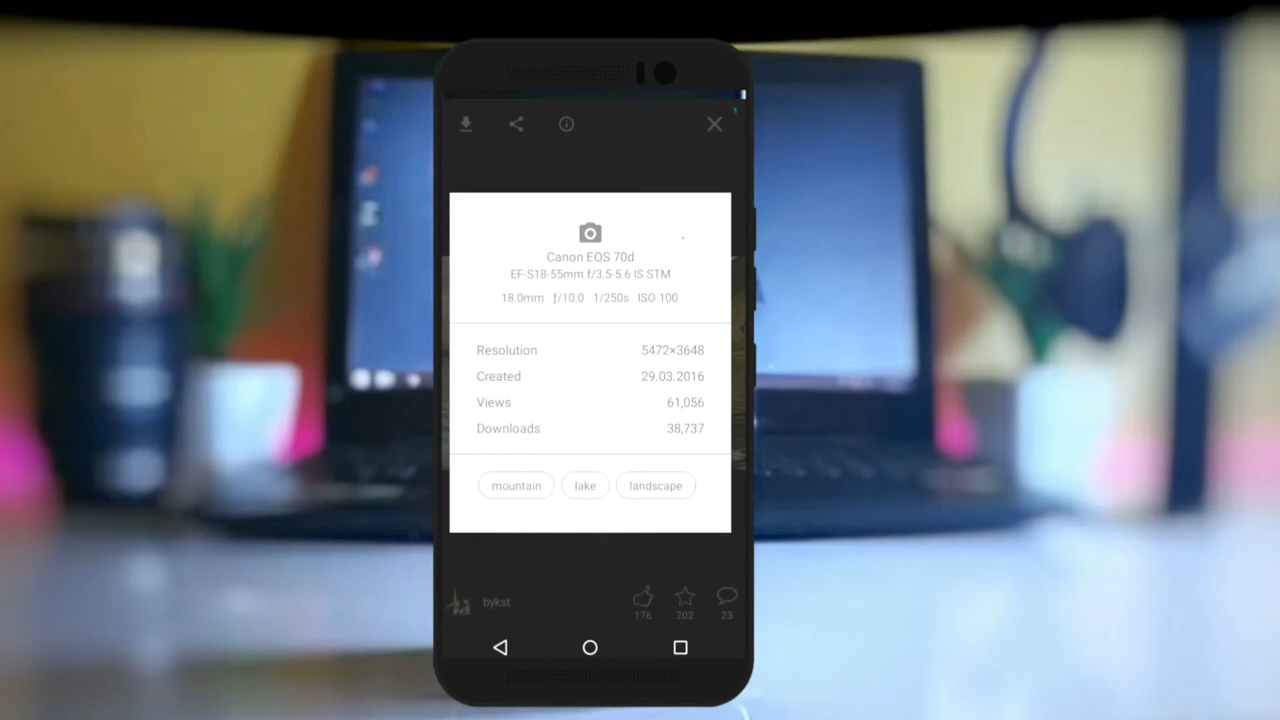 Canon EOS 70d
EF-S18-55mm f/3.5-5.6 IS STM
18.0mm ƒ/10.0 1/250s ISO 100
Resolution 5472×3648
Created 29.03.2016
Views 61,056
Downloads 38,737
mountain lake landscape
bykst
176 202 23